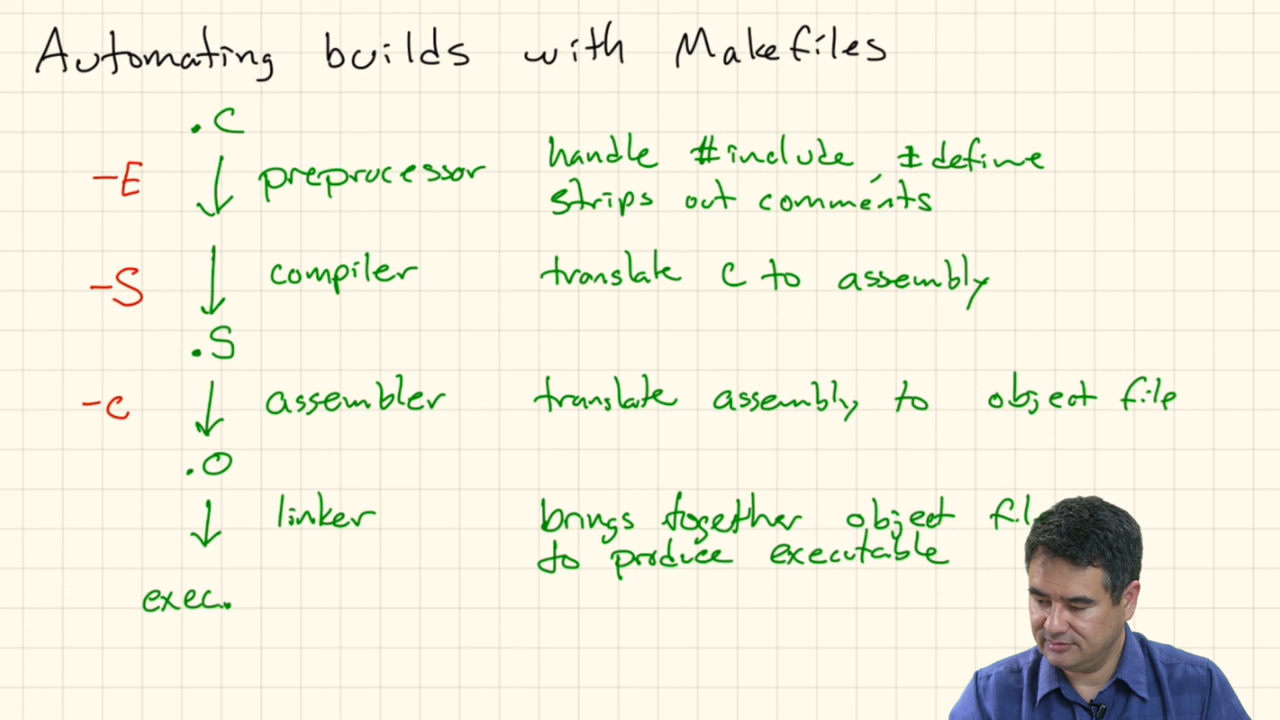 Automating builds with Makefiles
.c
-E preprocessor handle #include, #define
strips out comments
-S compiler translate C to assembly
.S
-c assembler translate assembly to object file
.o
linker brings together object
to produce executable
exec.